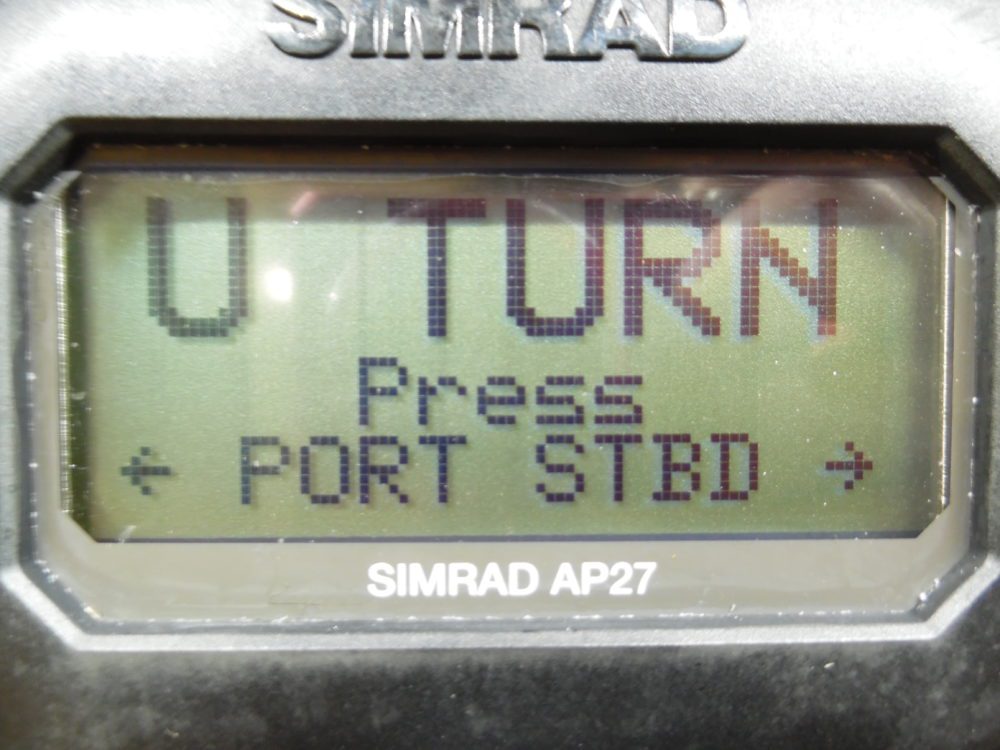 SIMRAD
U TURN
Press
← PORT STBD →
SIMRAD AP27